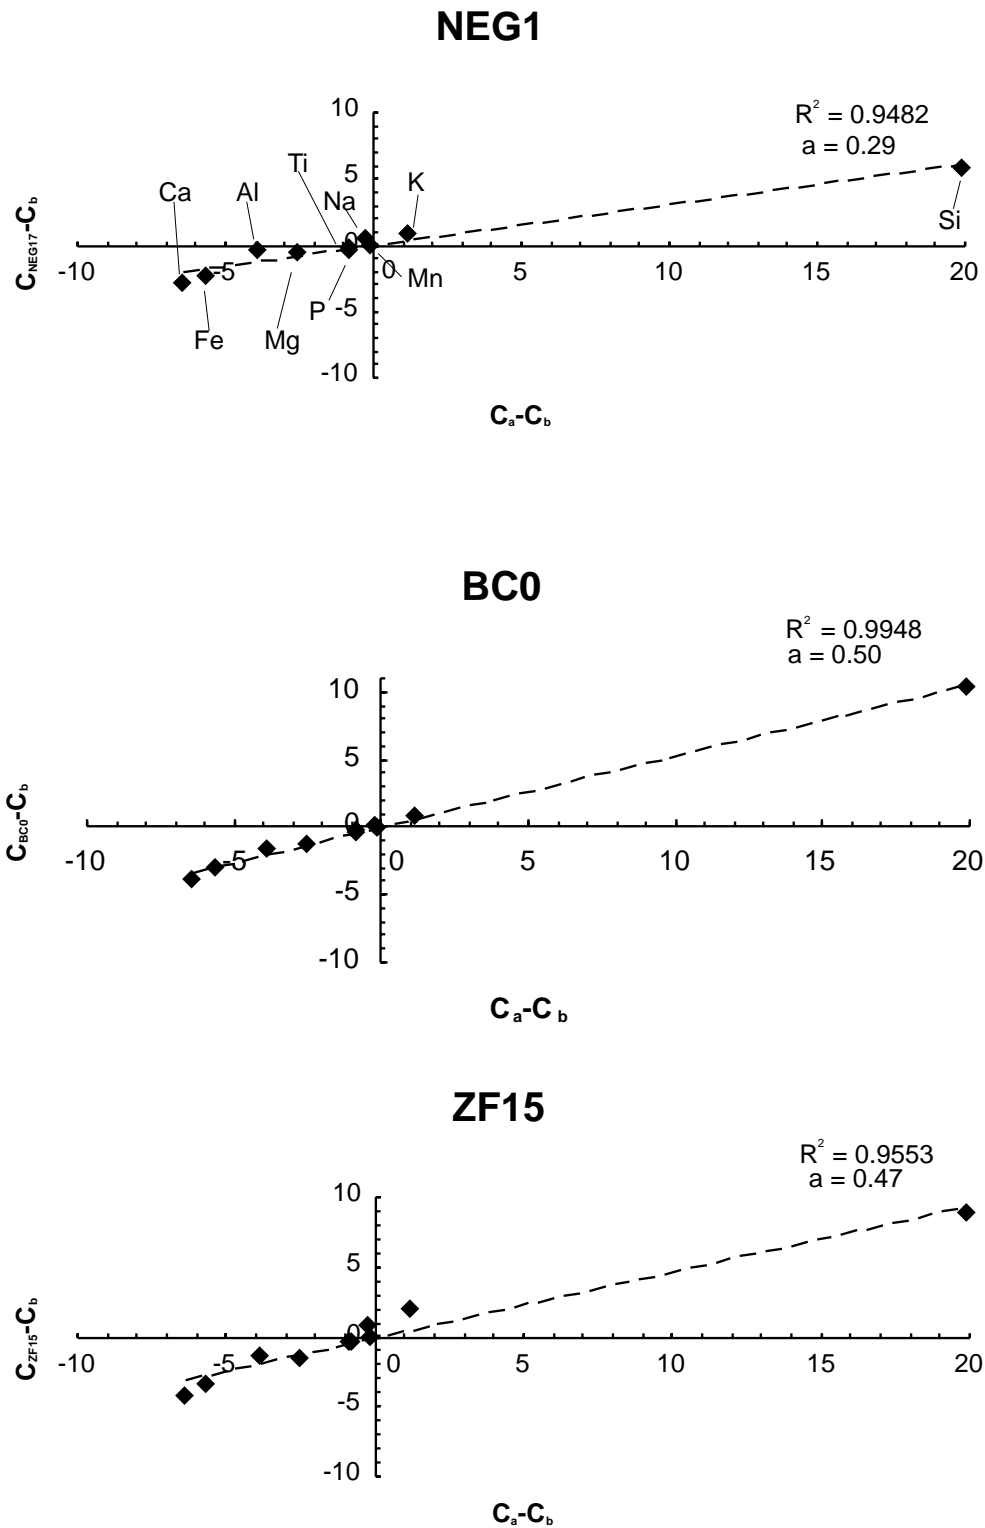 NEG1
R² = 0.9482
a = 0.29
10
5
0
-5
-10
-10
-5
0
5
10
15
20
Ca
Al
Ti
Na
K
Si
Fe
Mg
P
Mn
C_NEG17-C_b
C_a-C_b
BC0
R² = 0.9948
a = 0.50
10
5
0
-5
-10
-10
-5
0
5
10
15
20
C_BC0-C_b
C_a-C_b
ZF15
R² = 0.9553
a = 0.47
10
5
0
-5
-10
-10
-5
0
5
10
15
20
C_ZF15-C_b
C_a-C_b